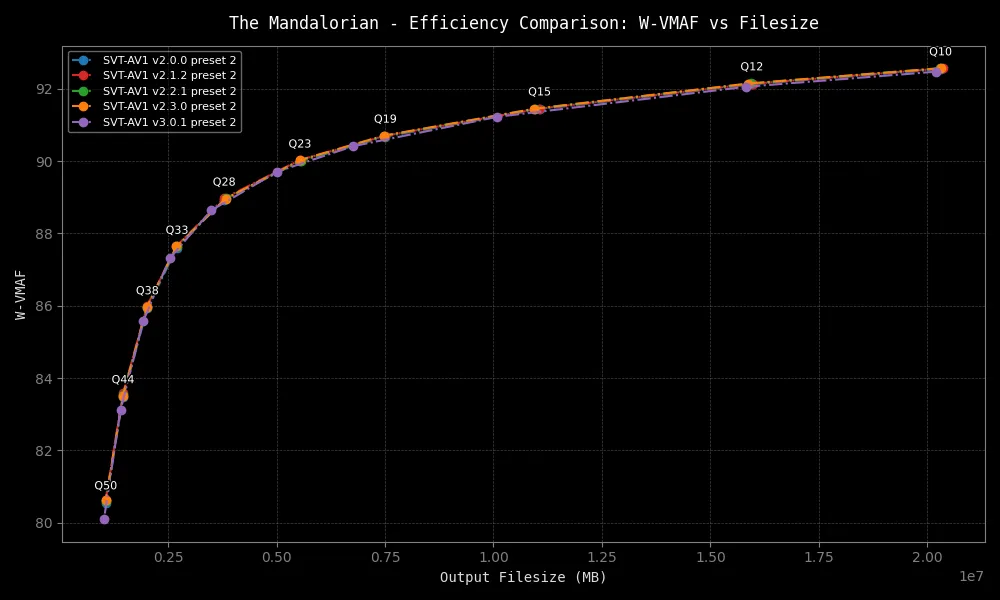 The Mandalorian - Efficiency Comparison: W-VMAF vs Filesize
SVT-AV1 v2.0.0 preset 2
SVT-AV1 v2.1.2 preset 2
SVT-AV1 v2.2.1 preset 2
SVT-AV1 v2.3.0 preset 2
SVT-AV1 v3.0.1 preset 2
Q10
Q12
Q15
Q19
Q23
Q28
Q33
Q38
Q44
Q50
W-VMAF
92
90
88
86
84
82
80
0.25
0.50
0.75
1.00
1.25
1.50
1.75
2.00
1e7
Output Filesize (MB)